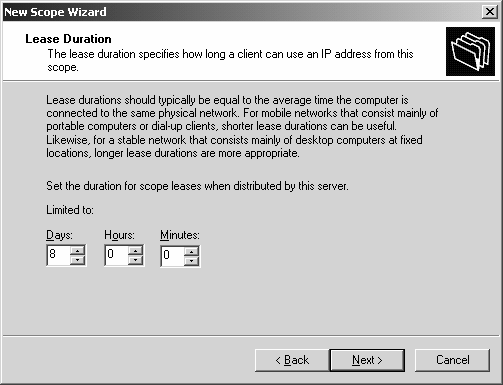 New Scope Wizard
Lease Duration
The lease duration specifies how long a client can use an IP address from this
scope.
Lease durations should typically be equal to the average time the computer is
connected to the same physical network. For mobile networks that consist mainly of
portable computers or dial-up clients, shorter lease durations can be useful.
Likewise, for a stable network that consists mainly of desktop computers at fixed
locations, longer lease durations are more appropriate.
Set the duration for scope leases when distributed by this server.
Limited to:
Days: Hours: Minutes:
8 0 0
< Back Next > Cancel